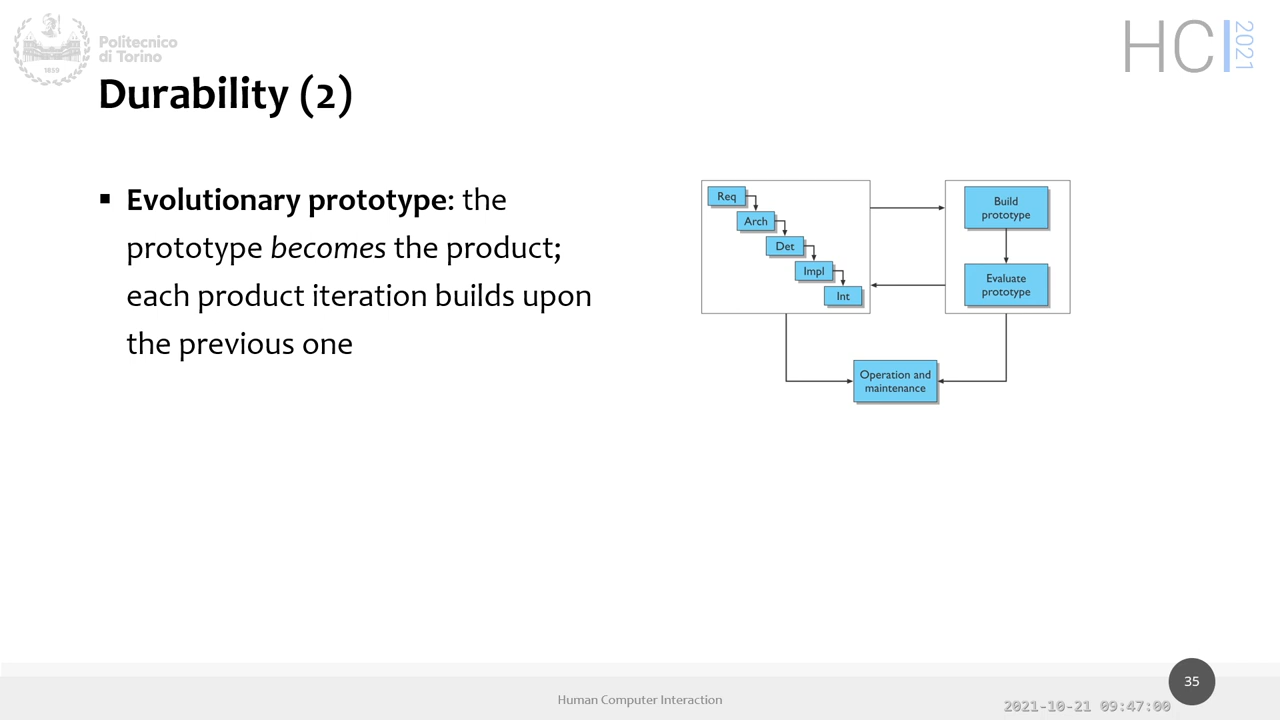 Politecnico
di Torino
1859
HCI 2021
Durability (2)
▪ Evolutionary prototype: the
prototype becomes the product;
each product iteration builds upon
the previous one
Req
Arch
Det
Impl
Int
Build
prototype
Evaluate
prototype
Operation and
maintenance
35
Human Computer Interaction
2021-10-21 09:47:00